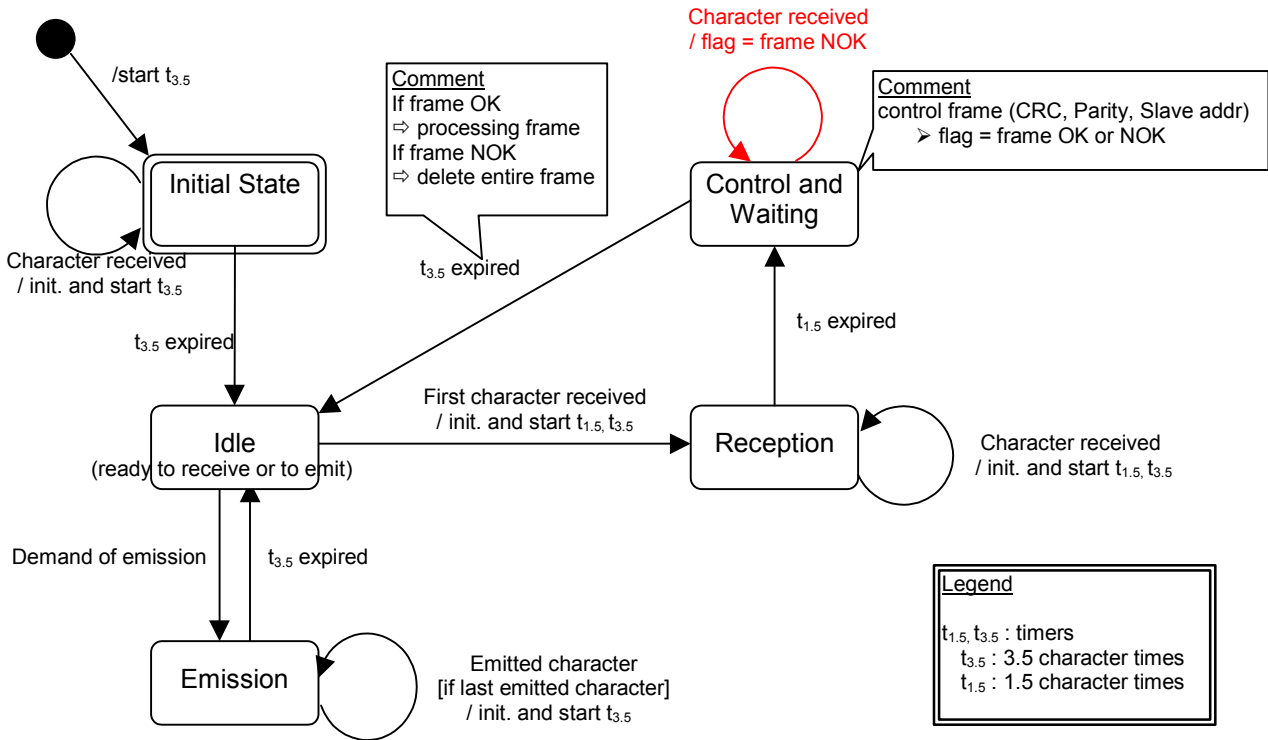 Character received
/ flag = frame NOK
/start t3.5
Comment
If frame OK
⇨ processing frame
If frame NOK
⇨ delete entire frame
Comment
control frame (CRC, Parity, Slave addr)
➢ flag = frame OK or NOK
Initial State
Control and
Waiting
Character received
/ init. and start t3.5
t3.5 expired
t1.5 expired
t3.5 expired
First character received
/ init. and start t1.5, t3.5
Idle
(ready to receive or to emit)
Reception
Character received
/ init. and start t1.5, t3.5
Demand of emission
t3.5 expired
Emission
Emitted character
[if last emitted character]
/ init. and start t3.5
Legend
t1.5, t3.5 : timers
t3.5 : 3.5 character times
t1.5 : 1.5 character times